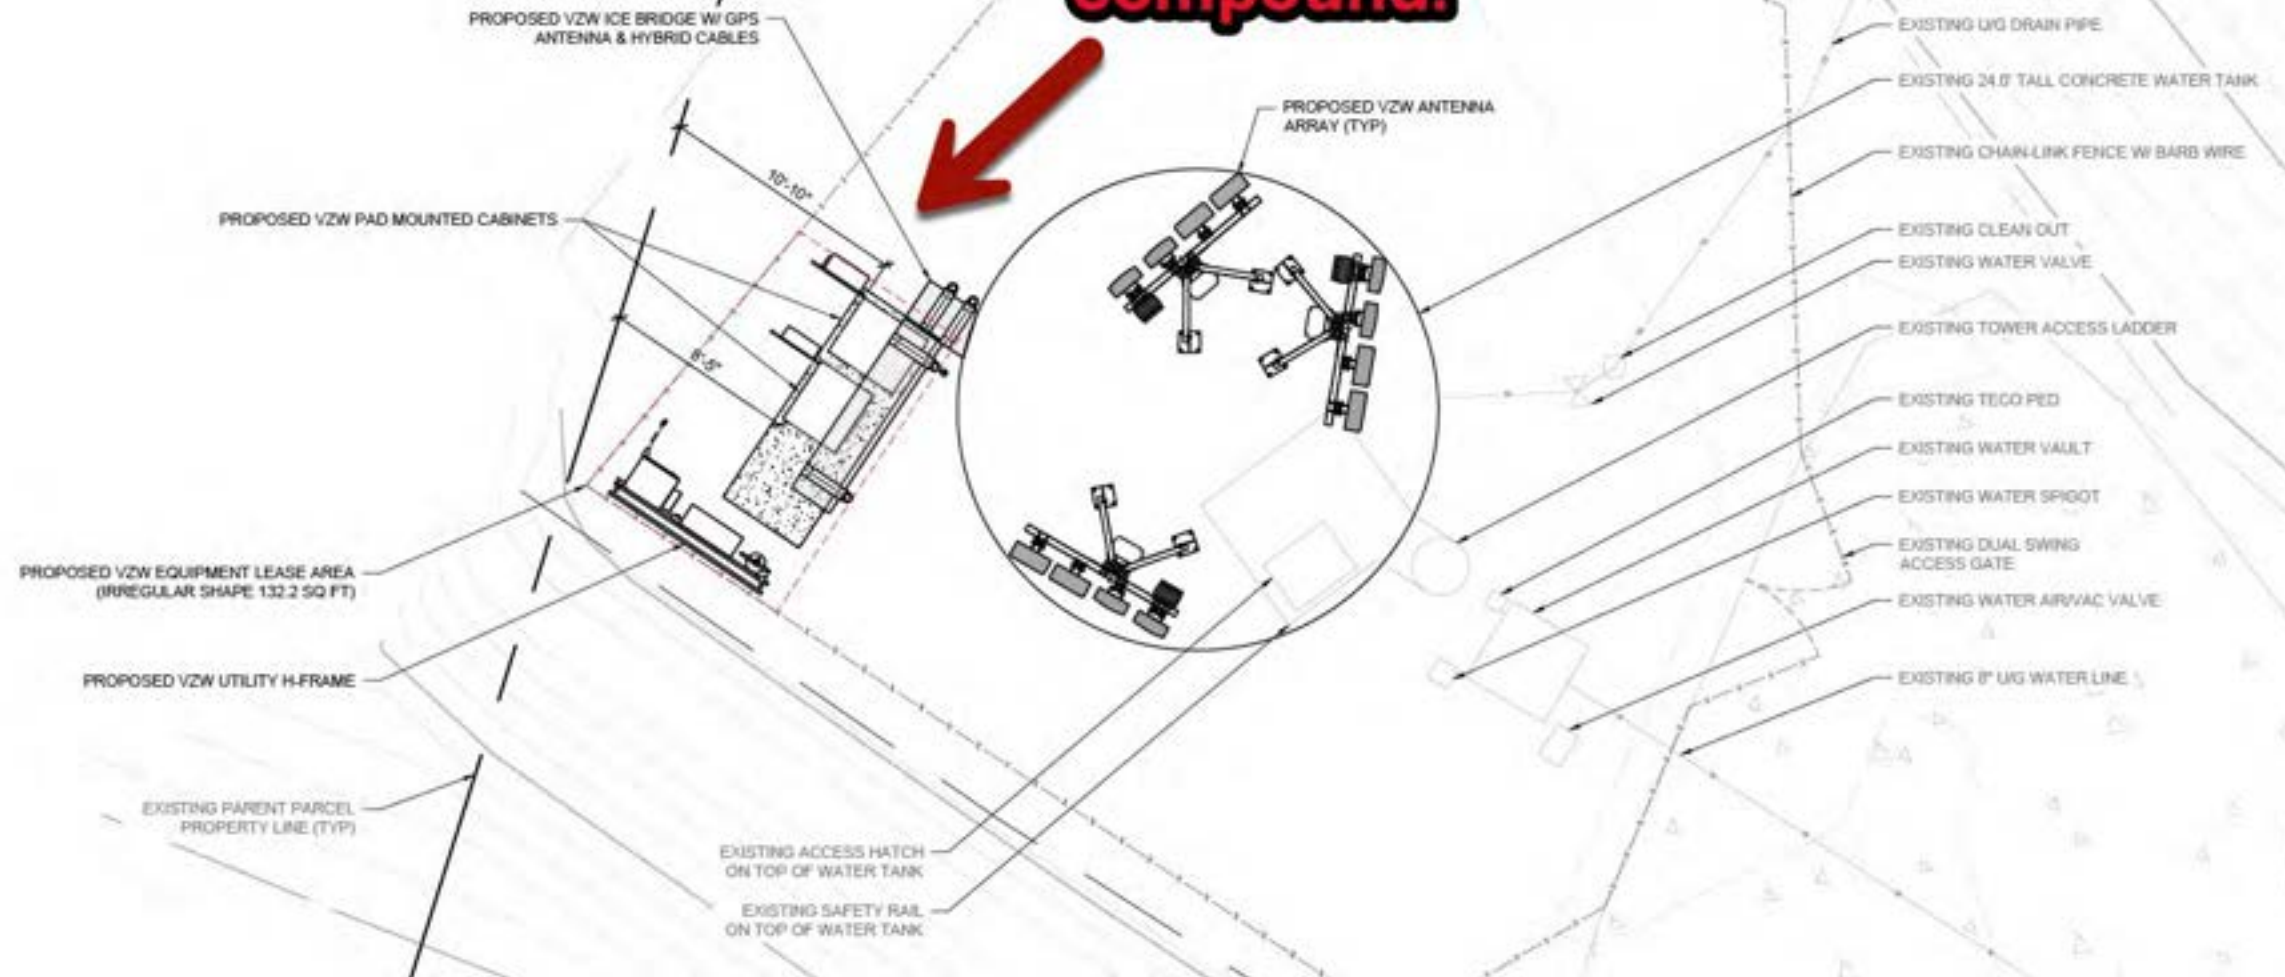 compound.
PROPOSED VZW ICE BRIDGE W/ GPS
ANTENNA & HYBRID CABLES
PROPOSED VZW ANTENNA
ARRAY (TYP)
10'-10"
PROPOSED VZW PAD MOUNTED CABINETS
8'-5"
PROPOSED VZW EQUIPMENT LEASE AREA
(IRREGULAR SHAPE 132.2 SQ FT)
PROPOSED VZW UTILITY H-FRAME
EXISTING PARENT PARCEL
PROPERTY LINE (TYP)
EXISTING ACCESS HATCH
ON TOP OF WATER TANK
EXISTING SAFETY RAIL
ON TOP OF WATER TANK
EXISTING U/G DRAIN PIPE
EXISTING 24.0' TALL CONCRETE WATER TANK
EXISTING CHAIN-LINK FENCE W/ BARB WIRE
EXISTING CLEAN OUT
EXISTING WATER VALVE
EXISTING TOWER ACCESS LADDER
EXISTING TECO PED
EXISTING WATER VAULT
EXISTING WATER SPIGOT
EXISTING DUAL SWING
ACCESS GATE
EXISTING WATER AIR/VAC VALVE
EXISTING 8" U/G WATER LINE